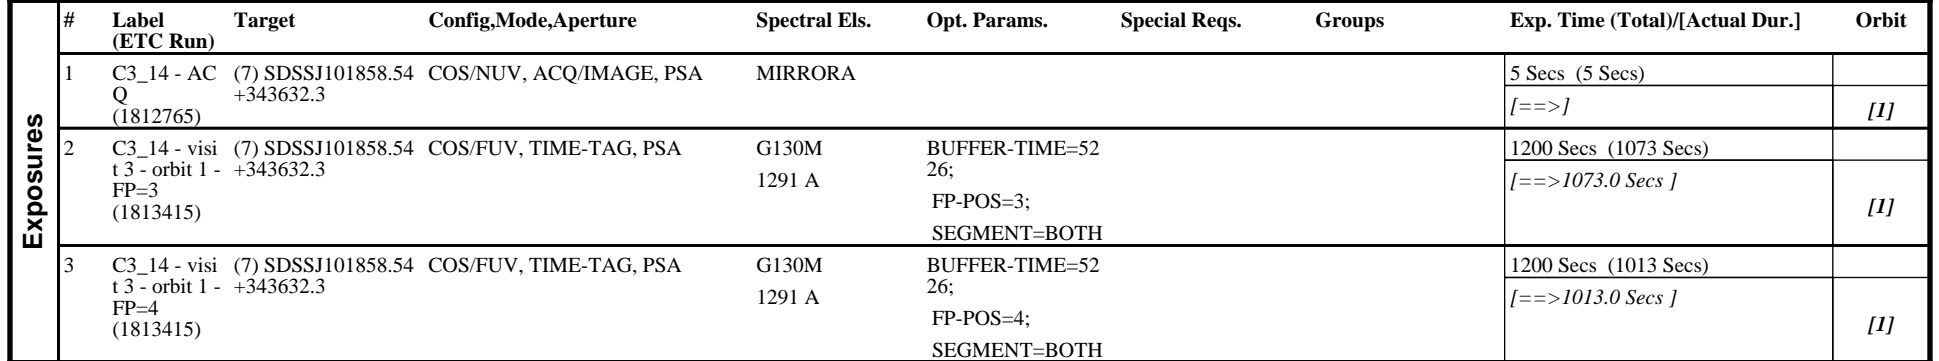 # Label Target Config,Mode,Aperture Spectral Els. Opt. Params. Special Reqs. Groups Exp. Time (Total)/[Actual Dur.] Orbit
(ETC Run)
Exposures
1 C3_14 - AC (7) SDSSJ101858.54 COS/NUV, ACQ/IMAGE, PSA MIRRORA 5 Secs (5 Secs)
Q +343632.3
(1812765) [==>] [1]
2 C3_14 - visi (7) SDSSJ101858.54 COS/FUV, TIME-TAG, PSA G130M BUFFER-TIME=52 1200 Secs (1073 Secs)
t 3 - orbit 1 - +343632.3 26;
FP=3 1291 A [==>1073.0 Secs ]
(1813415) FP-POS=3; [1]
SEGMENT=BOTH
3 C3_14 - visi (7) SDSSJ101858.54 COS/FUV, TIME-TAG, PSA G130M BUFFER-TIME=52 1200 Secs (1013 Secs)
t 3 - orbit 1 - +343632.3 26;
FP=4 1291 A [==>1013.0 Secs ]
(1813415) FP-POS=4; [1]
SEGMENT=BOTH